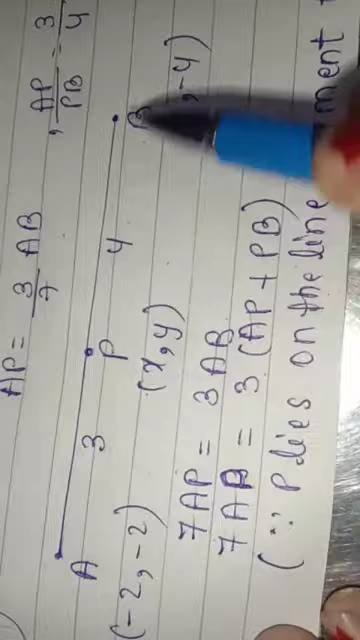 AP = 3/7 AB , AP/PB = 3/4
3 4
A P B
(-2,-2) (x,y) ,-4)
7AP = 3AB
7AP = 3(AP+PB)
(∵ P lies on the line ment